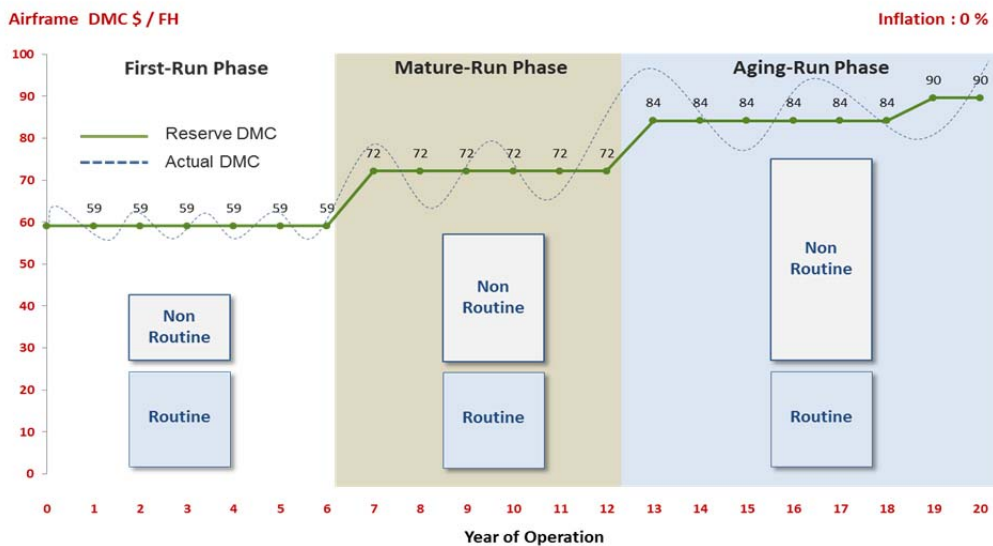 Airframe DMC $ / FH
Inflation : 0 %
First-Run Phase
Mature-Run Phase
Aging-Run Phase
100
90
80
70
60
50
40
30
20
10
0
Reserve DMC
Actual DMC
59 59 59 59 59 59
72 72 72 72 72 72
84 84 84 84 84 84
90 90
Non
Routine
Routine
Non
Routine
Routine
Non
Routine
Routine
0 1 2 3 4 5 6 7 8 9 10 11 12 13 14 15 16 17 18 19 20
Year of Operation